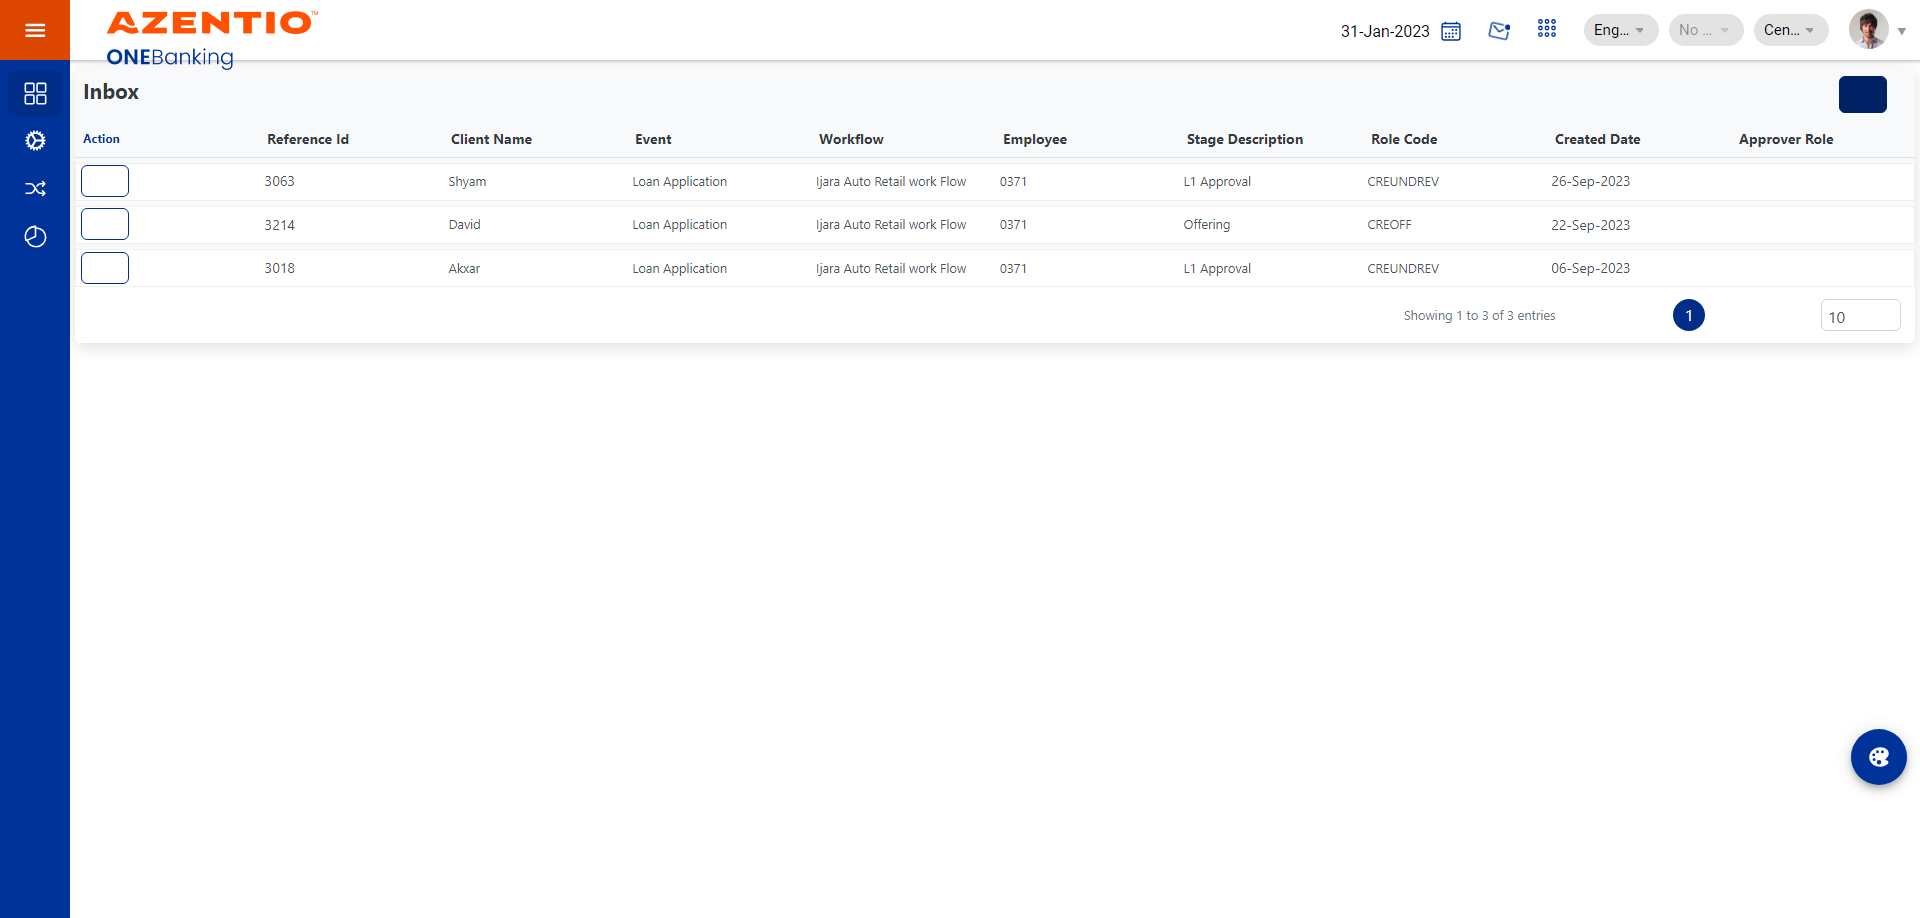 AZENTIO™
ONEBanking
31-Jan-2023 Eng... No ... Cen...
Inbox
Action Reference Id Client Name Event Workflow Employee Stage Description Role Code Created Date Approver Role
3063 Shyam Loan Application Ijara Auto Retail work Flow 0371 L1 Approval CREUNDREV 26-Sep-2023
3214 David Loan Application Ijara Auto Retail work Flow 0371 Offering CREOFF 22-Sep-2023
3018 Akxar Loan Application Ijara Auto Retail work Flow 0371 L1 Approval CREUNDREV 06-Sep-2023
Showing 1 to 3 of 3 entries 1 10